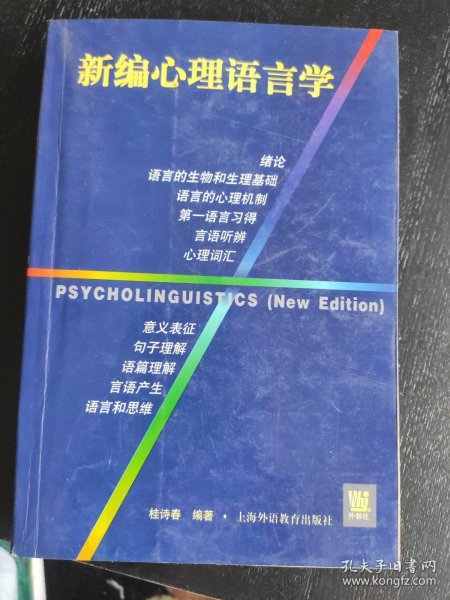 新编心理语言学
绪论
语言的生物和生理基础
语言的心理机制
第一语言习得
言语听辨
心理词汇
PSYCHOLINGUISTICS (New Edition)
意义表征
句子理解
语篇理解
言语产生
语言和思维
外教社
桂诗春 编著·上海外语教育出版社
孔夫子旧书网
www.kongfz.com